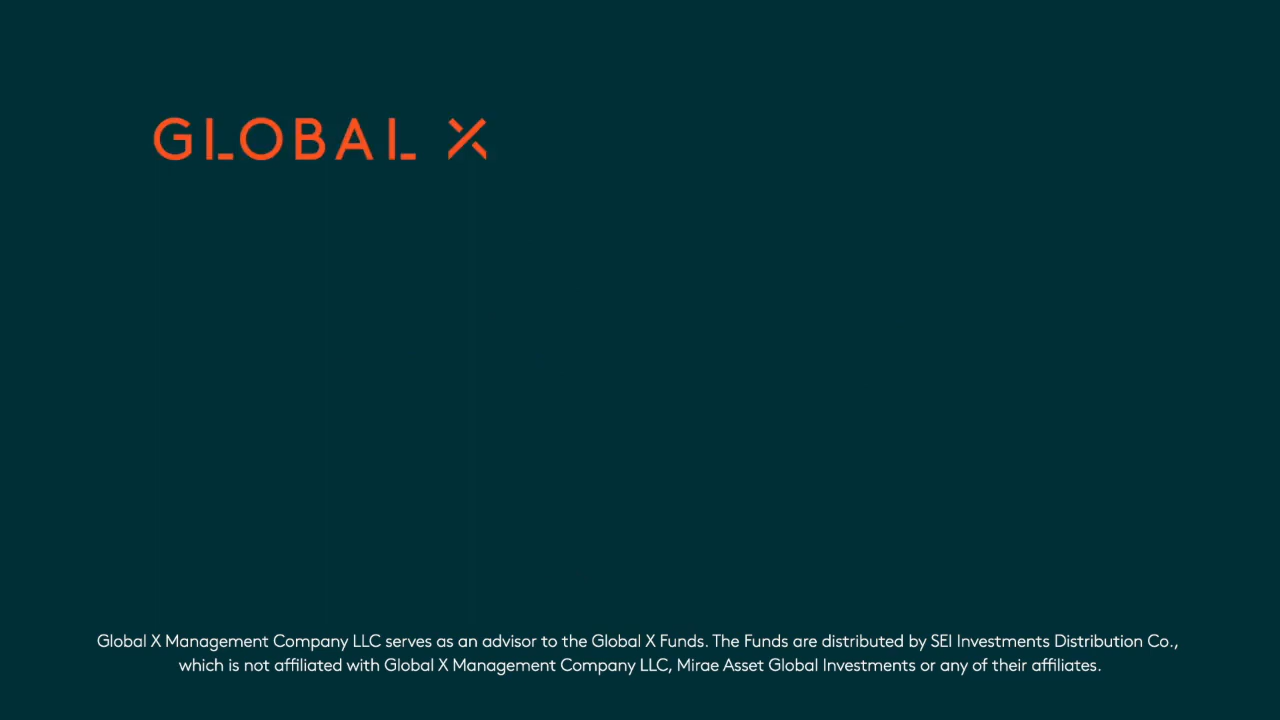 GLOBAL X
Global X Management Company LLC serves as an advisor to the Global X Funds. The Funds are distributed by SEI Investments Distribution Co.,
which is not affiliated with Global X Management Company LLC, Mirae Asset Global Investments or any of their affiliates.